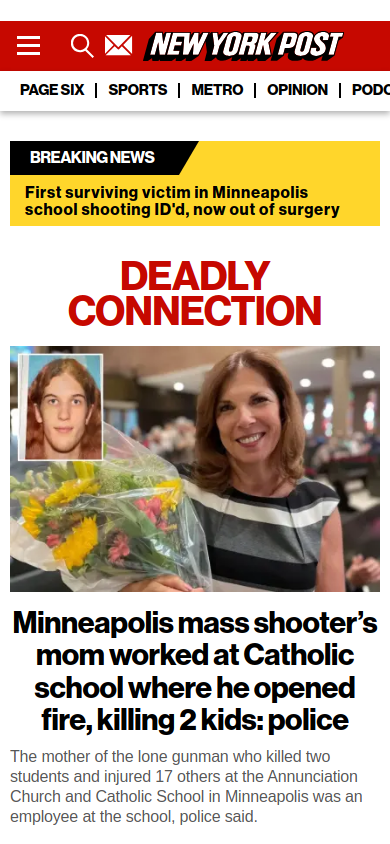 NEW YORK POST
PAGE SIX | SPORTS | METRO | OPINION | PODC
BREAKING NEWS
First surviving victim in Minneapolis
school shooting ID'd, now out of surgery
DEADLY
CONNECTION
Minneapolis mass shooter’s
mom worked at Catholic
school where he opened
fire, killing 2 kids: police
The mother of the lone gunman who killed two
students and injured 17 others at the Annunciation
Church and Catholic School in Minneapolis was an
employee at the school, police said.